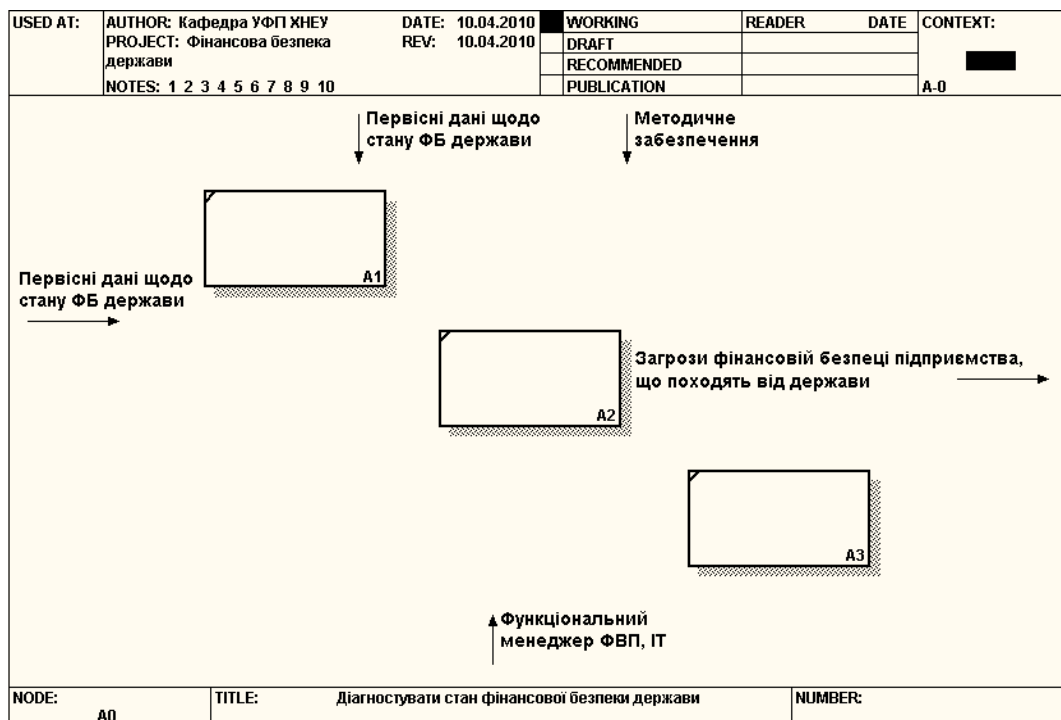 USED AT:
AUTHOR: Кафедра УФП ХНЕУ
DATE: 10.04.2010
WORKING
READER DATE
CONTEXT:
PROJECT: Фінансова безпека
REV: 10.04.2010
DRAFT
держави
RECOMMENDED
NOTES: 1 2 3 4 5 6 7 8 9 10
PUBLICATION
A-0
Первісні дані щодо
стану ФБ держави
Методичне
забезпечення
A1
Первісні дані щодо
стану ФБ держави
A2
Загрози фінансовій безпеці підприємства,
що походять від держави
A3
Функціональний
менеджер ФВП, ІТ
NODE:
A0
TITLE:
Діагностувати стан фінансової безпеки держави
NUMBER: